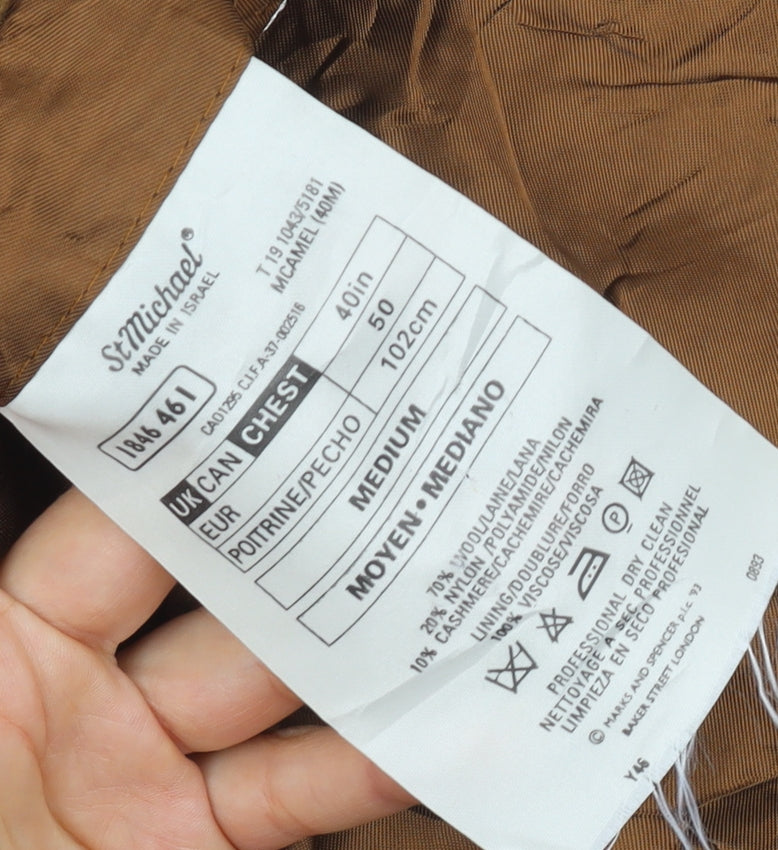 St Michael®
MADE IN ISRAEL
T 19 1043/5181
MCAMEL (40M)
1846 461
CA01295 C.I.F A-37-002516
UK CAN CHEST 40in
EUR 50
POITRINE/PECHO 102cm
MEDIUM
MOYEN • MEDIANO
70% WOOL/LAINE/LANA
20% NYLON/POLYAMIDE/NILON
10% CASHMERE/CACHEMIRE/CACHEMIRA
LINING/DOUBLURE/FORRO
100% VISCOSE/VISCOSA
P
PROFESSIONAL DRY CLEAN
NETTOYAGE A SEC PROFESSIONNEL
LIMPIEZA EN SECO PROFESIONAL
© MARKS AND SPENCER p.l.c '93
BAKER STREET LONDON
0893
Y46